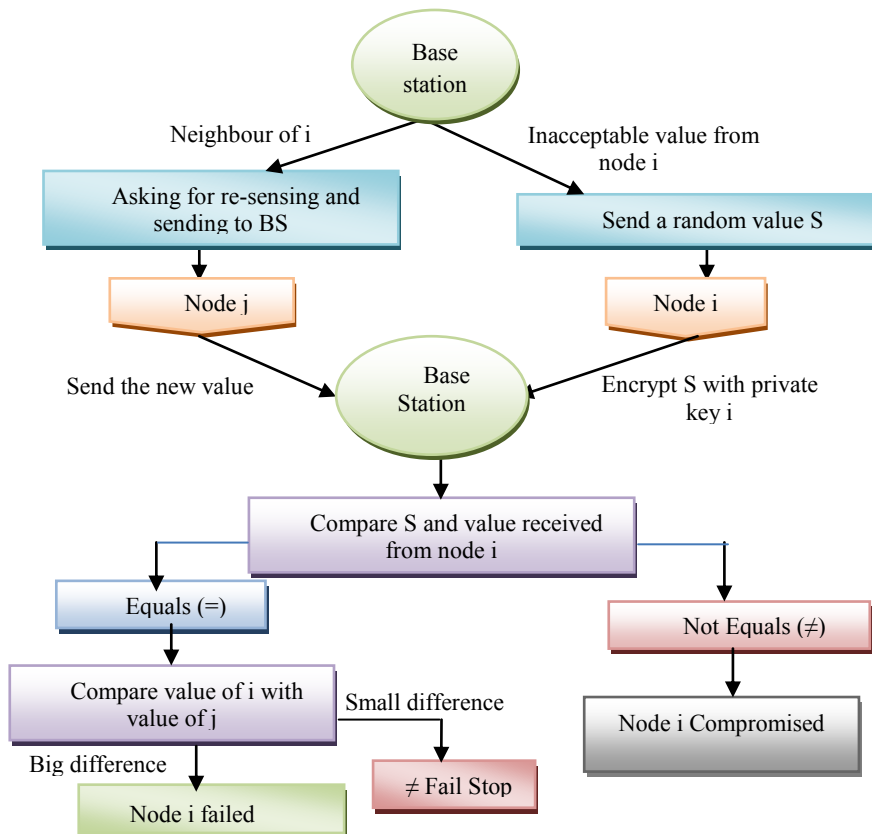 Base
station
Neighbour of i
Inacceptable value from
node i
Asking for re-sensing and
sending to BS
Send a random value S
Node j
Node i
Send the new value
Base
Station
Encrypt S with private
key i
Compare S and value received
from node i
Equals (=)
Not Equals (≠)
Compare value of i with
value of j
Small difference
Node i Compromised
Big difference
≠ Fail Stop
Node i failed